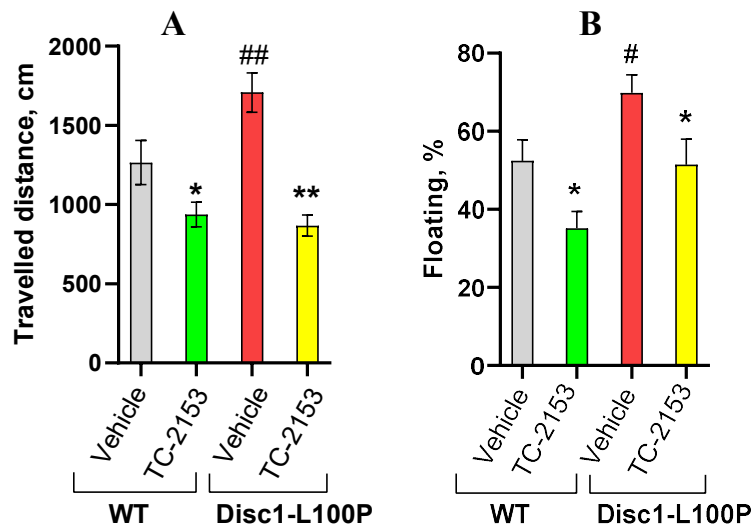 A
Travelled distance, cm
2000
1500
1000
500
0
##
*
**
Vehicle
TC-2153
Vehicle
TC-2153
WT
Disc1-L100P
B
Floating, %
80
60
40
20
0
#
*
*
Vehicle
TC-2153
Vehicle
TC-2153
WT
Disc1-L100P